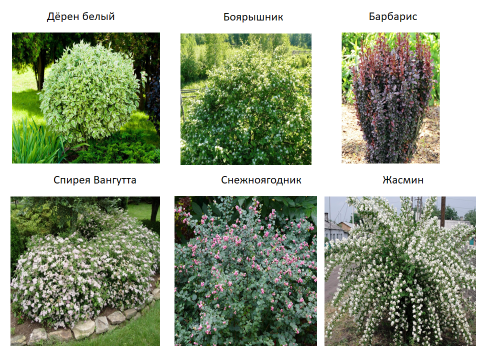 Дёрен белый
Боярышник
Барбарис
Спирея Вангутта
Снежноягодник
Жасмин